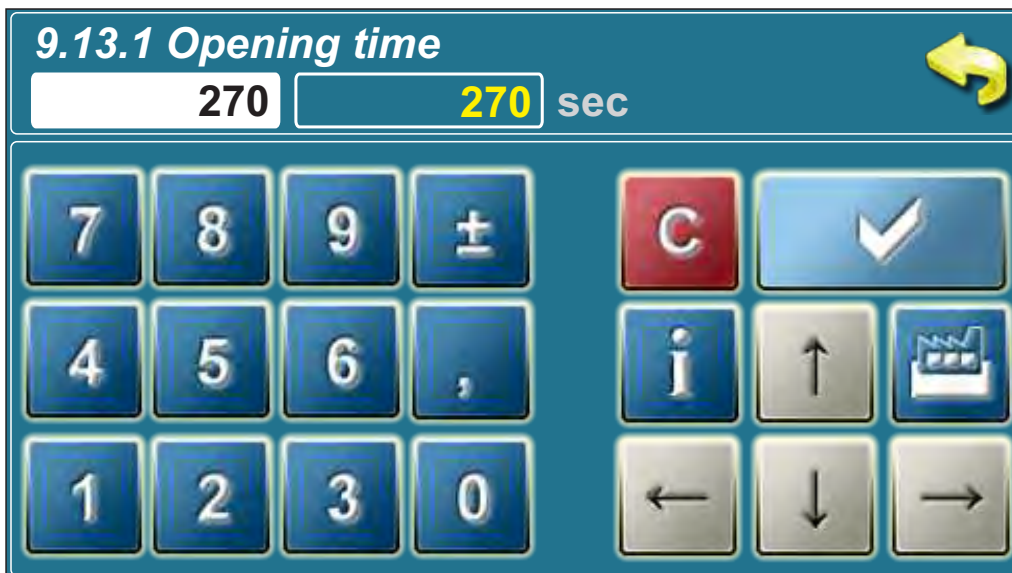 9.13.1 Opening time
270 270 sec
7 8 9 ± C
4 5 6 , i ↑
1 2 3 0 ← ↓ →